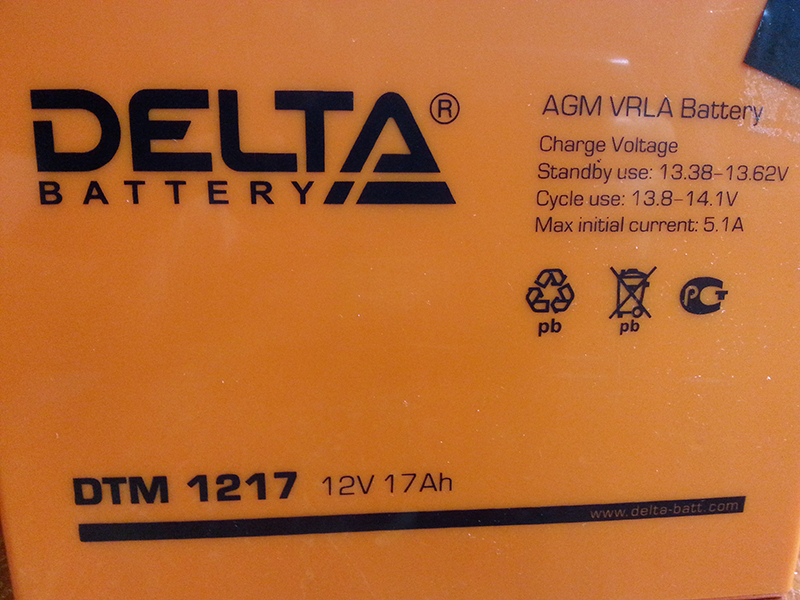 DELTA®
BATTERY
AGM VRLA Battery
Charge Voltage
Standby use: 13.38-13.62V
Cycle use: 13.8-14.1V
Max initial current: 5.1A
pb
pb
РСТ
DTM 1217 12V 17Ah
www.delta-batt.com